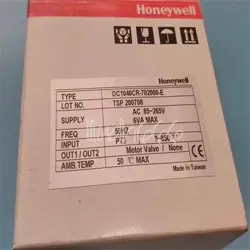 Honeywell
Honeywell
TYPE DC1040CR-702000-E
LOT NO. TSP 200708
SUPPLY AC 85~265V
6VA MAX
FREQ 60HZ
INPUT
OUT1 / OUT2 Motor Valve / None
AMB.TEMP 50 °C MAX
Made in Taiwan